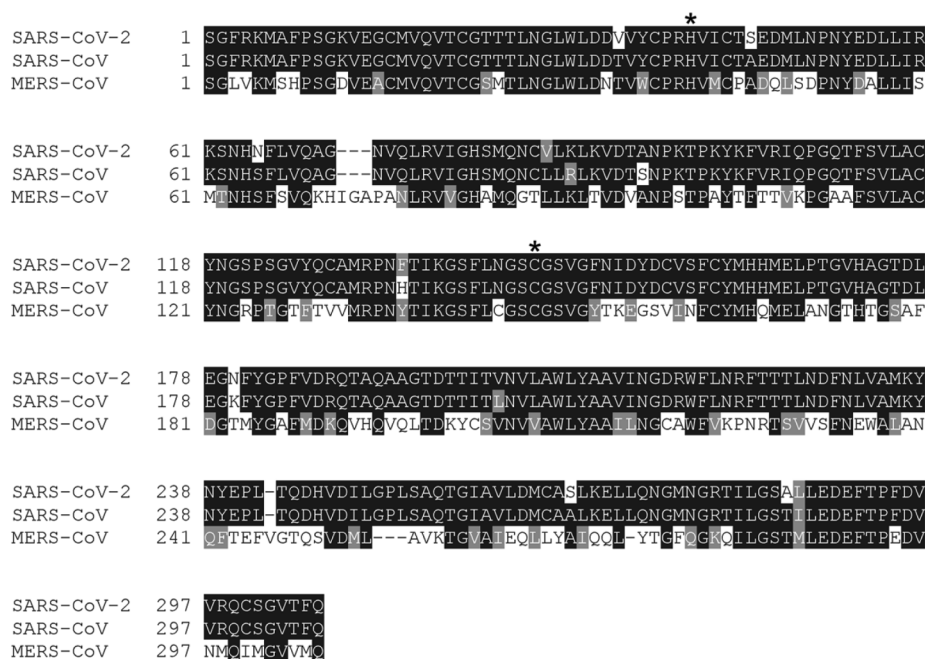 *
SARS-CoV-2 1 SGFRKMAFPSGKVEGCMVQVTCGTTTLNGLWLDDVVYCPRHVICTSEDMLNPNYEDLLIR
SARS-CoV 1 SGFRKMAFPSGKVEGCMVQVTCGTTTLNGLWLDDTVYCPRHVICTAEDMLNPNYEDLLIR
MERS-CoV 1 SGLVKMSHPSGDVEACMVQVTCGSMTLNGLWLDNTVWCPRHVMCPADQLSDPNYDALLIS
SARS-CoV-2 61 KSNHNFLVQAG---NVQLRVIGHSMQNCVLKLKVDTANPKTPKYKFVRIQPGQTFSVLAC
SARS-CoV 61 KSNHSFLVQAG---NVQLRVIGHSMQNCLLRLKVDTSNPKTPKYKFVRIQPGQTFSVLAC
MERS-CoV 61 MTNHSFSVQKHIGAPANLRVVGHAMQGTLLKLTVDVANPSTPAYTFTTVKPGAAFSVLAC
*
SARS-CoV-2 118 YNGSPSGVYQCAMRPNFTIKGSFLNGSCGSVGFNIDYDCVSFCYMHHMELPTGVHAGTDL
SARS-CoV 118 YNGSPSGVYQCAMRPNHTIKGSFLNGSCGSVGFNIDYDCVSFCYMHHMELPTGVHAGTDL
MERS-CoV 121 YNGRPTGTFTVVMRPNYTIKGSFLCGSCGSVGYTKEGSVINFCYMHQMELANGTHTGSAF
SARS-CoV-2 178 EGNFYGPFVDRQTAQAAGTDTTITVNVLAWLYAAVINGDRWFLNRFTTTLNDFNLVAMKY
SARS-CoV 178 EGKFYGPFVDRQTAQAAGTDTTITLNVLAWLYAAVINGDRWFLNRFTTTLNDFNLVAMKY
MERS-CoV 181 DGTMYGAFMDKQVHQVQLTDKYCSVNVVAWLYAAILNGCAWFVKPNRTSVVSFNEWALAN
SARS-CoV-2 238 NYEPL-TQDHVDILGPLSAQTGIAVLDMCASLKELLQNGMNGRTILGSALLEDEFTPFDV
SARS-CoV 238 NYEPL-TQDHVDILGPLSAQTGIAVLDMCAALKELLQNGMNGRTILGSTILEDEFTPFDV
MERS-CoV 241 QFTEFVGTQSVDML---AVKTGVAIEQLLYAIQQL-YTGFQGKQILGSTMLEDEFTPEDV
SARS-CoV-2 297 VRQCSGVTFQ
SARS-CoV 297 VRQCSGVTFQ
MERS-CoV 297 NMQIMGVVMQ